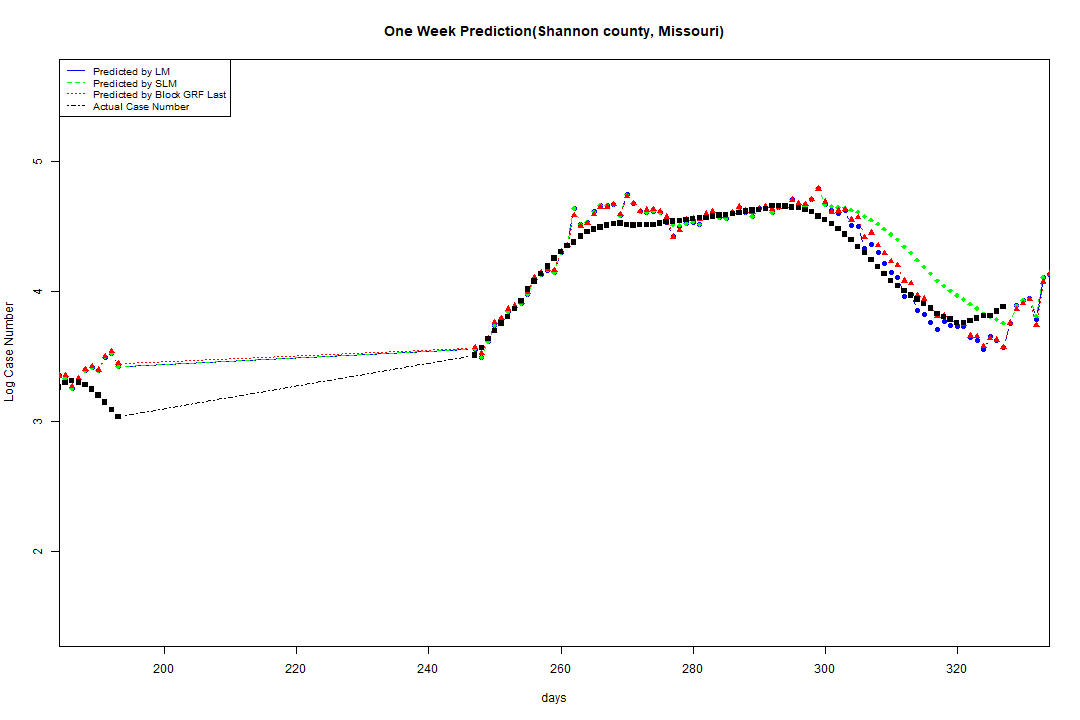 One Week Prediction(Shannon county, Missouri)
Predicted by LM
Predicted by SLM
Predicted by Block GRF Last
Actual Case Number
5
4
3
2
Log Case Number
200 220 240 260 280 300 320
days